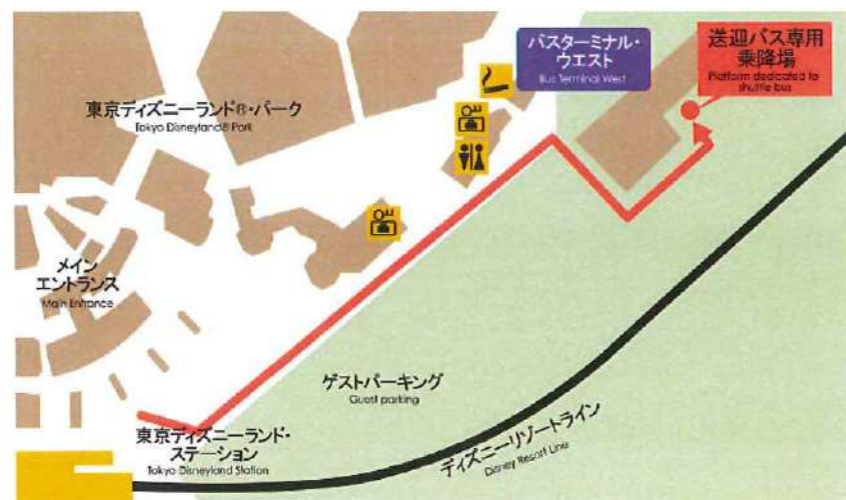 バスターミナル・
ウエスト
Bus Terminal West
送迎バス専用
乗降場
Platform dedicated to
shuttle bus
東京ディズニーランド®・パーク
Tokyo Disneyland® Park
メイン
エントランス
Main Entrance
ゲストパーキング
Guest parking
東京ディズニーランド・
ステーション
Tokyo Disneyland Station
ディズニーリゾートライン
Disney Resort Line